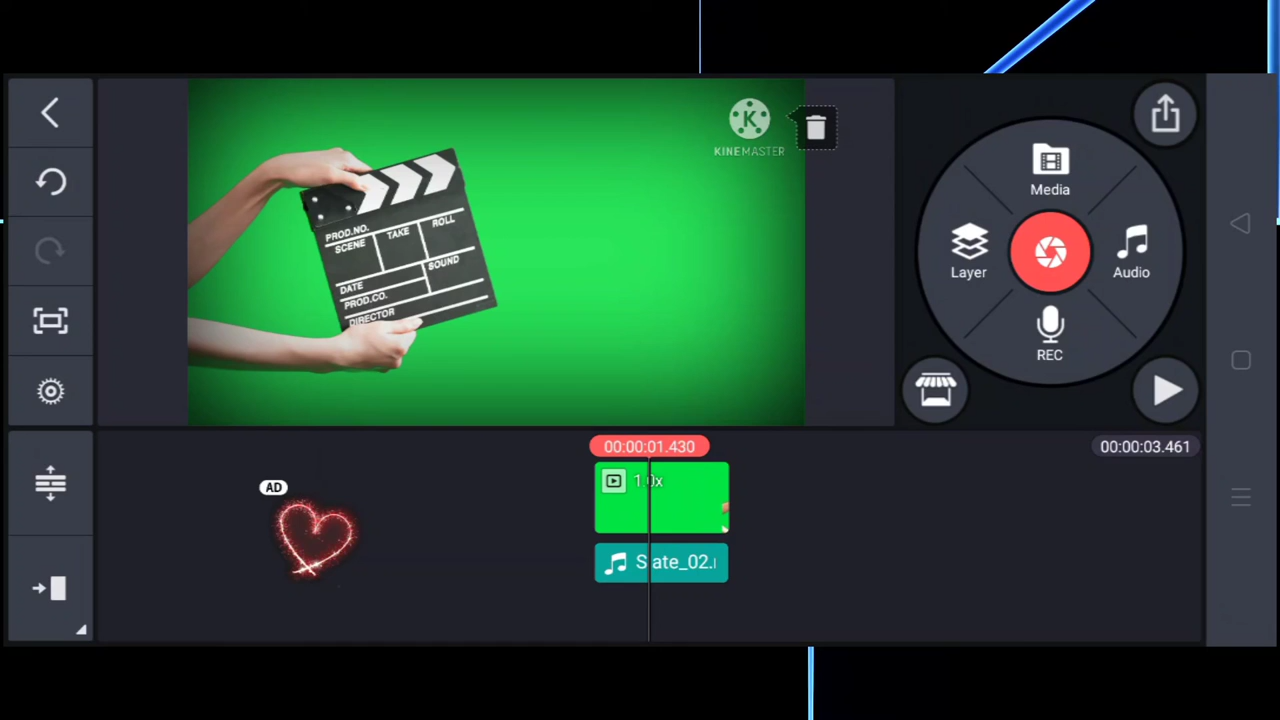 KINEMASTER
PROD.NO.
SCENE
TAKE
ROLL
DATE
SOUND
PROD.CO.
DIRECTOR
Media
Layer
Audio
REC
00:00:01.430
00:00:03.461
1.0x
AD
Slate_02.